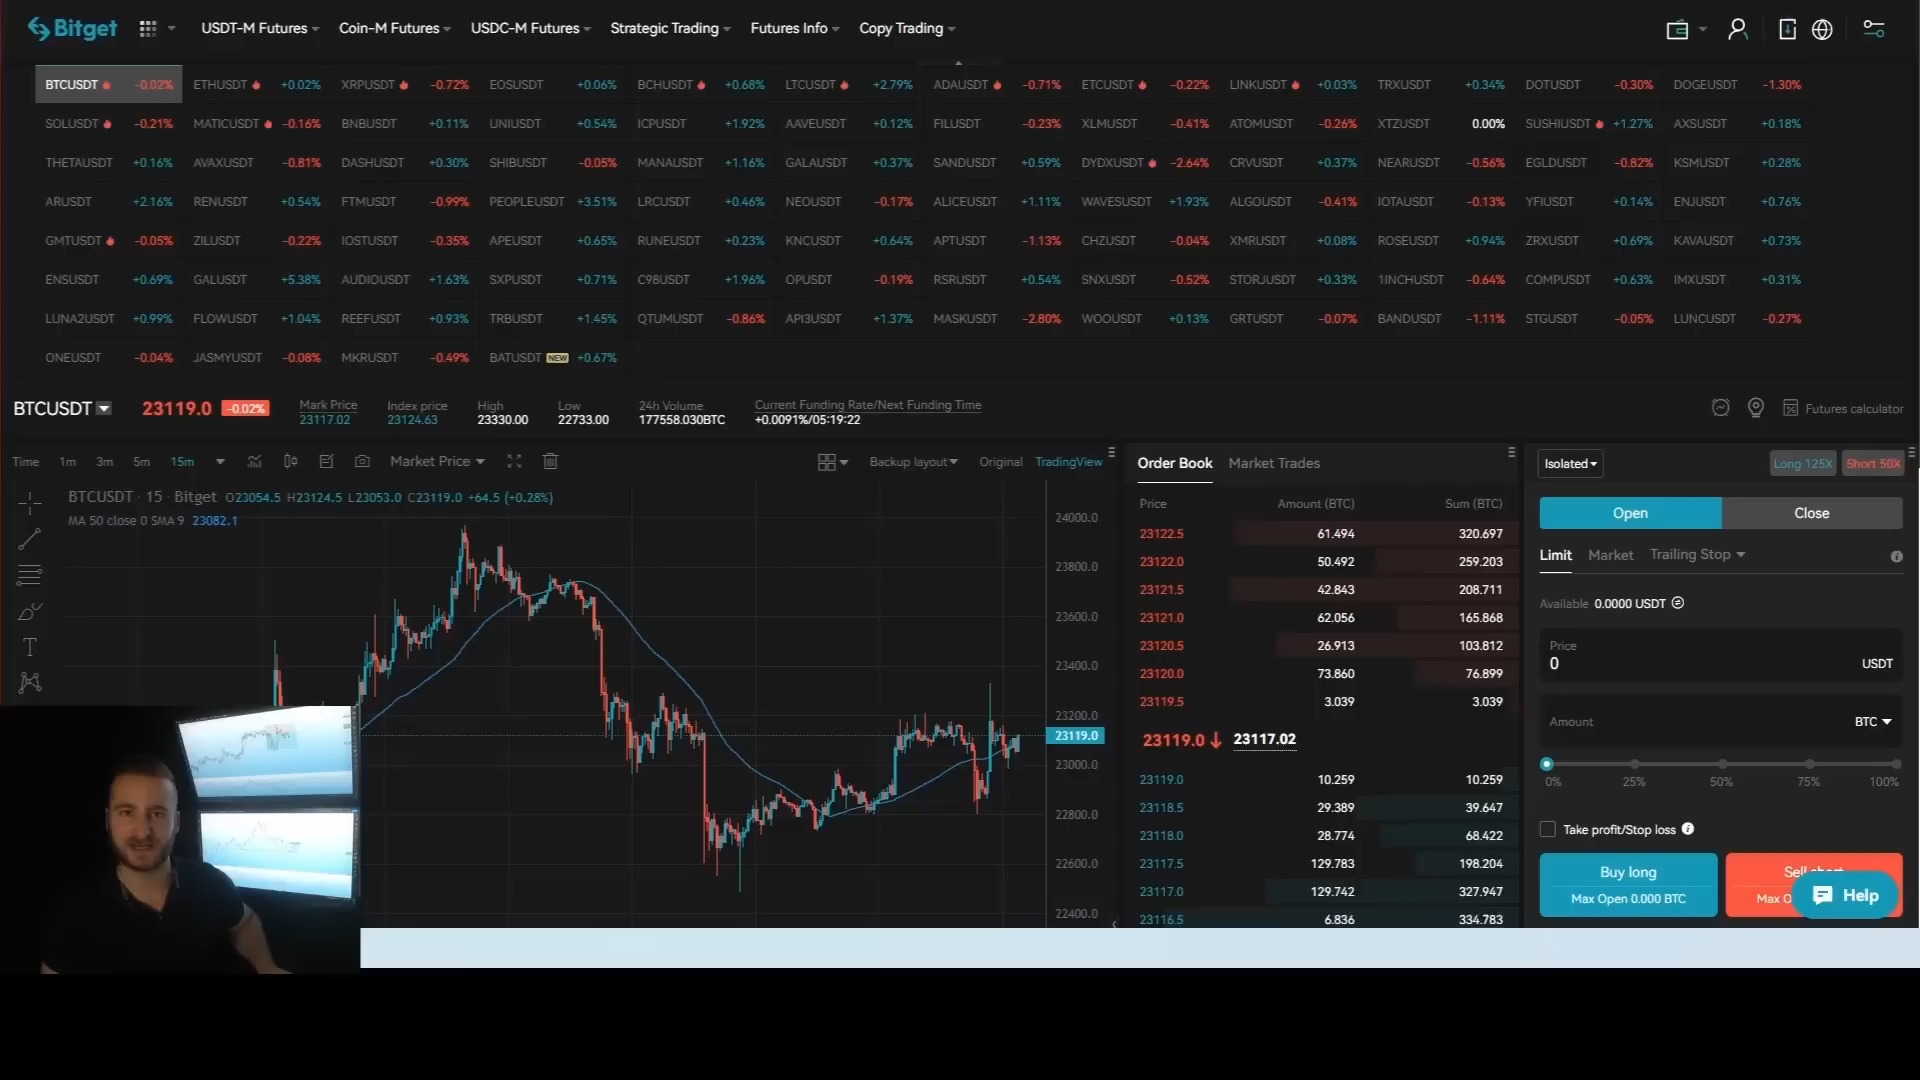 Bitget USDT-M Futures Coin-M Futures USDC-M Futures Strategic Trading Futures Info Copy Trading
BTCUSDT -0.02% ETHUSDT +0.02% XRPUSDT -0.72% EOSUSDT +0.06% BCHUSDT +0.68% LTCUSDT +2.79% ADAUSDT -0.71% ETCUSDT -0.22% LINKUSDT +0.03% TRXUSDT +0.34% DOTUSDT -0.30% DOGEUSDT -1.30%
SOLUSDT -0.21% MATICUSDT -0.16% BNBUSDT +0.11% UNIUSDT +0.54% ICPUSDT +1.92% AAVEUSDT +0.12% FILUSDT -0.23% XLMUSDT -0.41% ATOMUSDT -0.26% XTZUSDT 0.00% SUSHIUSDT +1.27% AXSUSDT +0.18%
THETAUSDT +0.16% AVAXUSDT -0.81% DASHUSDT +0.30% SHIBUSDT -0.05% MANAUSDT +1.16% GALAUSDT +0.37% SANDUSDT +0.59% DYDXUSDT -2.64% CRVUSDT +0.37% NEARUSDT -0.56% EGLDUSDT -0.82% KSMUSDT +0.28%
ARUSDT +2.16% RENUSDT +0.54% FTMUSDT -0.99% PEOPLEUSDT +3.51% LRCUSDT +0.46% NEOUSDT -0.17% ALICEUSDT +1.11% WAVESUSDT +1.93% ALGOUSDT -0.41% IOTAUSDT -0.13% YFIUSDT +0.14% ENJUSDT +0.76%
GMTUSDT -0.05% ZILUSDT -0.22% IOSTUSDT -0.35% APEUSDT +0.65% RUNEUSDT +0.23% KNCUSDT +0.64% APTUSDT -1.13% CHZUSDT -0.04% XMRUSDT +0.08% ROSEUSDT +0.94% ZRXUSDT +0.69% KAVAUSDT +0.73%
ENSUSDT +0.69% GALUSDT +5.38% AUDIOUSDT +1.63% SXPUSDT +0.71% C98USDT +1.96% OPUSDT -0.19% RSRUSDT +0.54% SNXUSDT -0.52% STORJUSDT +0.33% 1INCHUSDT -0.64% COMPUSDT +0.63% IMXUSDT +0.31%
LUNA2USDT +0.99% FLOWUSDT +1.04% REEFUSDT +0.93% TRBUSDT +1.45% QTUMUSDT -0.86% API3USDT +1.37% MASKUSDT -2.80% WOOUSDT +0.13% GRTUSDT -0.07% BANDUSDT -1.11% STGUSDT -0.05% LUNCUSDT -0.27%
ONEUSDT -0.04% JASMYUSDT -0.08% MKRUSDT -0.49% BATUSDT NEW +0.67%
BTCUSDT 23119.0 -0.02% Mark Price Index price High Low 24h Volume Current Funding Rate/Next Funding Time Futures calculator
23117.02 23124.63 23330.00 22733.00 177558.030BTC +0.0091%/05:19:22
Time 1m 3m 5m 15m Market Price Backup layout Original TradingView
BTCUSDT · 15 · Bitget O23054.5 H23124.5 L23053.0 C23119.0 +64.5 (+0.28%)
MA 50 close 0 SMA 9 23082.1
24000.0
23800.0
23600.0
23400.0
23200.0
23119.0
23000.0
22800.0
22600.0
22400.0
Order Book Market Trades
Price Amount (BTC) Sum (BTC)
23122.5 61.494 320.697
23122.0 50.492 259.203
23121.5 42.843 208.711
23121.0 62.056 165.868
23120.5 26.913 103.812
23120.0 73.860 76.899
23119.5 3.039 3.039
23119.0 23117.02
23119.0 10.259 10.259
23118.5 29.389 39.647
23118.0 28.774 68.422
23117.5 129.783 198.204
23117.0 129.742 327.947
23116.5 6.836 334.783
Isolated Long 125X Short 50X
Open Close
Limit Market Trailing Stop
Available 0.0000 USDT
Price
0 USDT
Amount BTC
0% 25% 50% 75% 100%
Take profit/Stop loss
Buy long
Max Open 0.000 BTC
Help